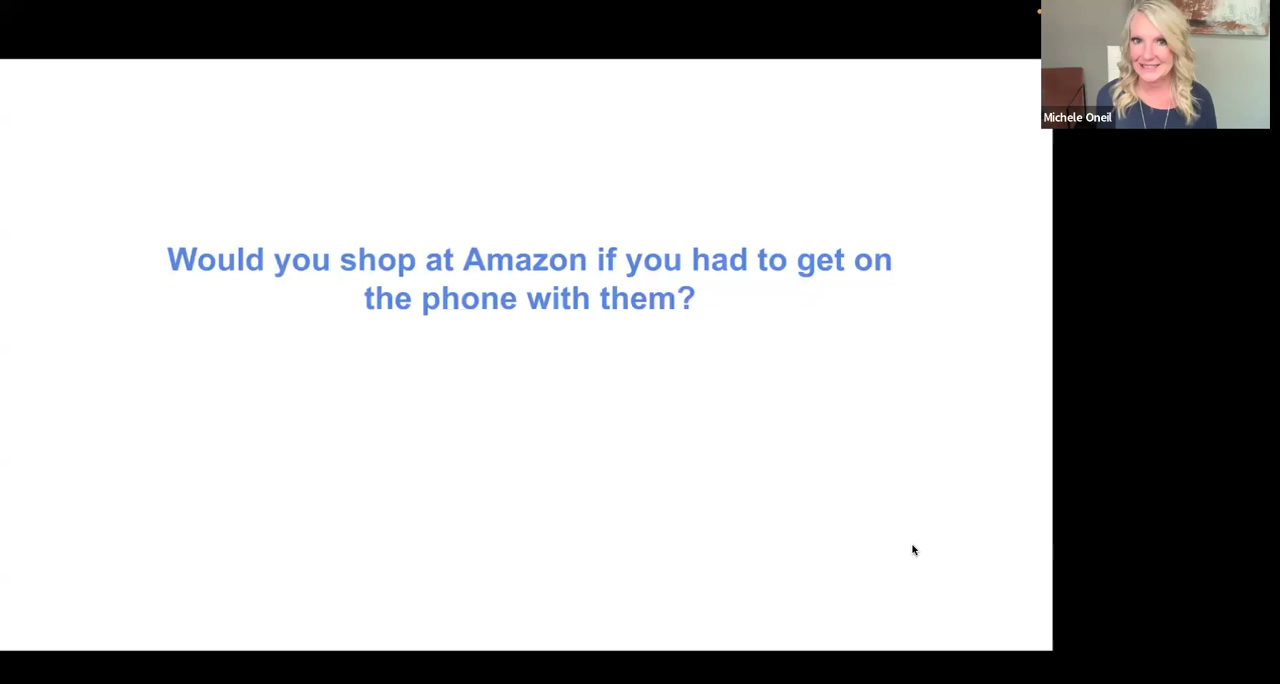 Michele Oneil
Would you shop at Amazon if you had to get on
the phone with them?